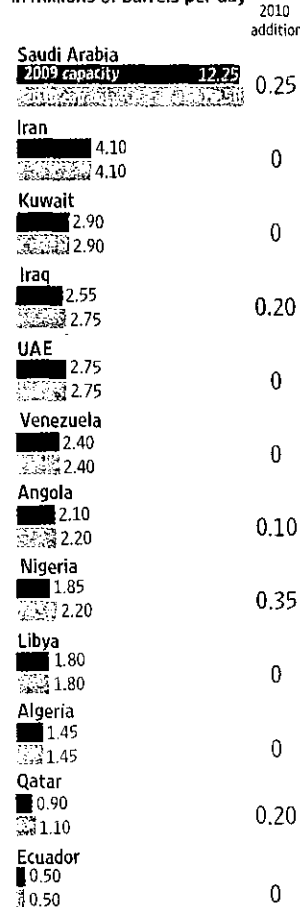 in millions of barrels per day
2010
addition
Saudi Arabia
2009 capacity 12.25
0.25
Iran
4.10
4.10
0
Kuwait
2.90
2.90
0
Iraq
2.55
2.75
0.20
UAE
2.75
2.75
0
Venezuela
2.40
2.40
0
Angola
2.10
2.20
0.10
Nigeria
1.85
2.20
0.35
Libya
1.80
1.80
0
Algeria
1.45
1.45
0
Qatar
0.90
1.10
0.20
Ecuador
0.50
0.50
0